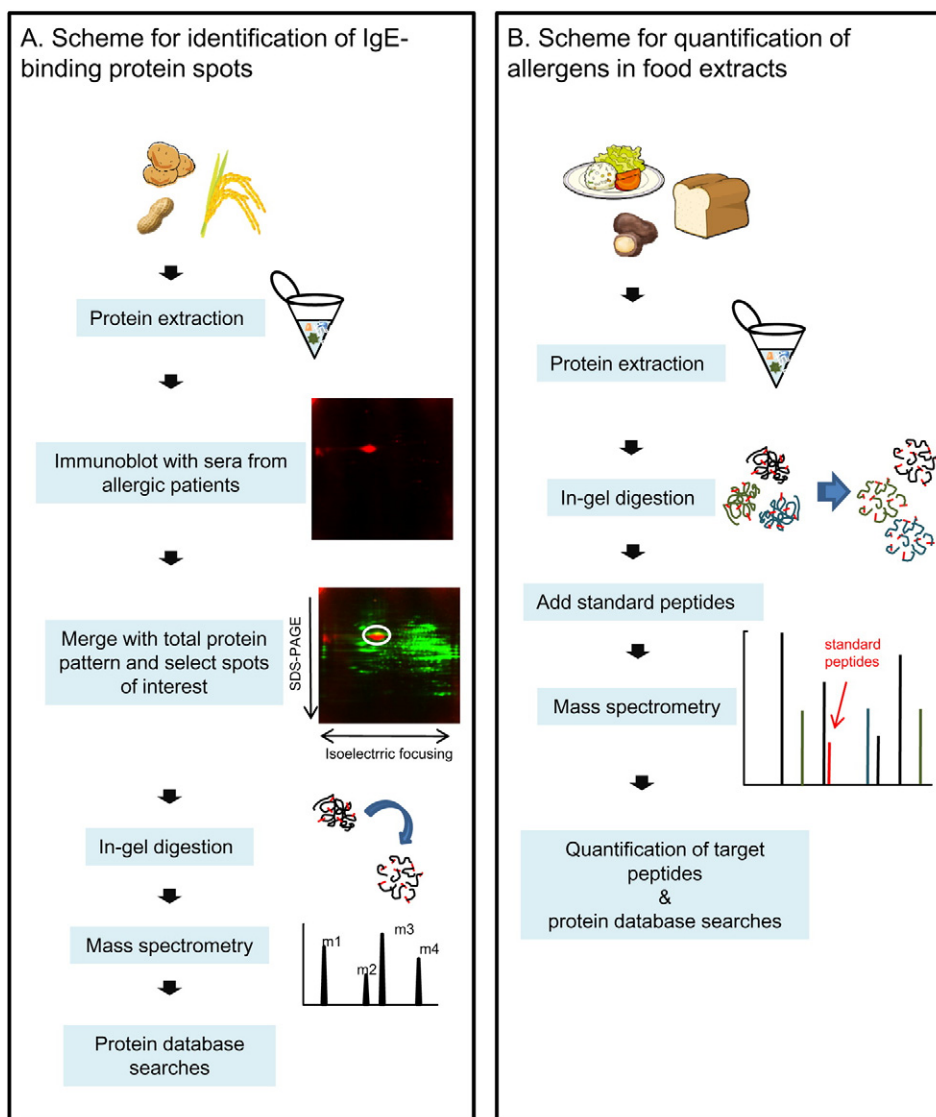 A. Scheme for identification of IgE-
binding protein spots
Protein extraction
Immunoblot with sera from
allergic patients
Merge with total protein
pattern and select spots
of interest
SDS-PAGE
Isoelectrric focusing
In-gel digestion
Mass spectrometry
m1
m2
m3
m4
Protein database
searches
B. Scheme for quantification of
allergens in food extracts
Protein extraction
In-gel digestion
Add standard peptides
standard
peptides
Mass spectrometry
Quantification of target
peptides
&
protein database searches